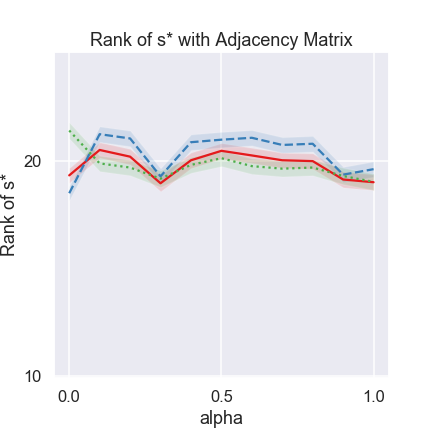 Rank of s* with Adjacency Matrix
Rank of s*
20
10
0.0 0.5 1.0
alpha